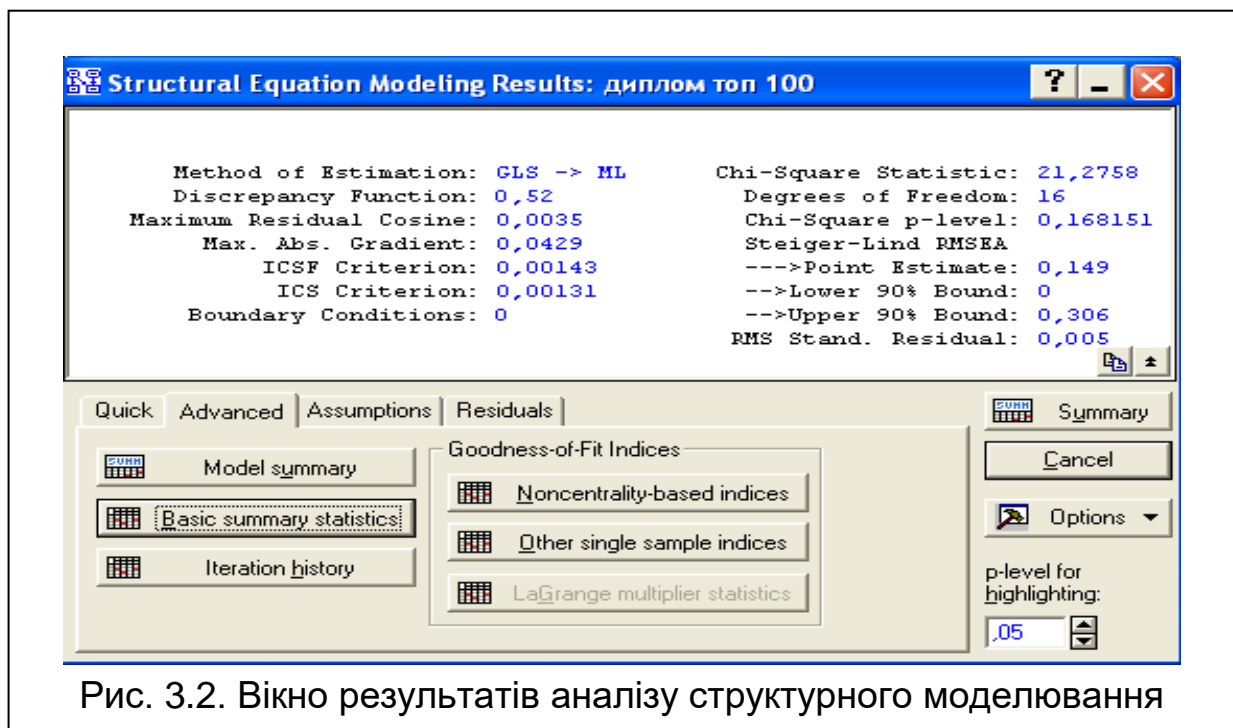 Structural Equation Modeling Results: диплом топ 100
Method of Estimation: GLS -> ML
Discrepancy Function: 0,52
Maximum Residual Cosine: 0,0035
Max. Abs. Gradient: 0,0429
ICSF Criterion: 0,00143
ICS Criterion: 0,00131
Boundary Conditions: 0
Chi-Square Statistic: 21,2758
Degrees of Freedom: 16
Chi-Square p-level: 0,168151
Steiger-Lind RMSEA
--->Point Estimate: 0,149
-->Lower 90% Bound: 0
-->Upper 90% Bound: 0,306
RMS Stand. Residual: 0,005
Quick Advanced Assumptions Residuals
Model summary
Basic summary statistics
Iteration history
Goodness-of-Fit Indices
Noncentrality-based indices
Other single sample indices
LaGrange multiplier statistics
Summary
Cancel
Options
p-level for
highlighting:
,05
Рис. 3.2. Вікно результатів аналізу структурного моделювання